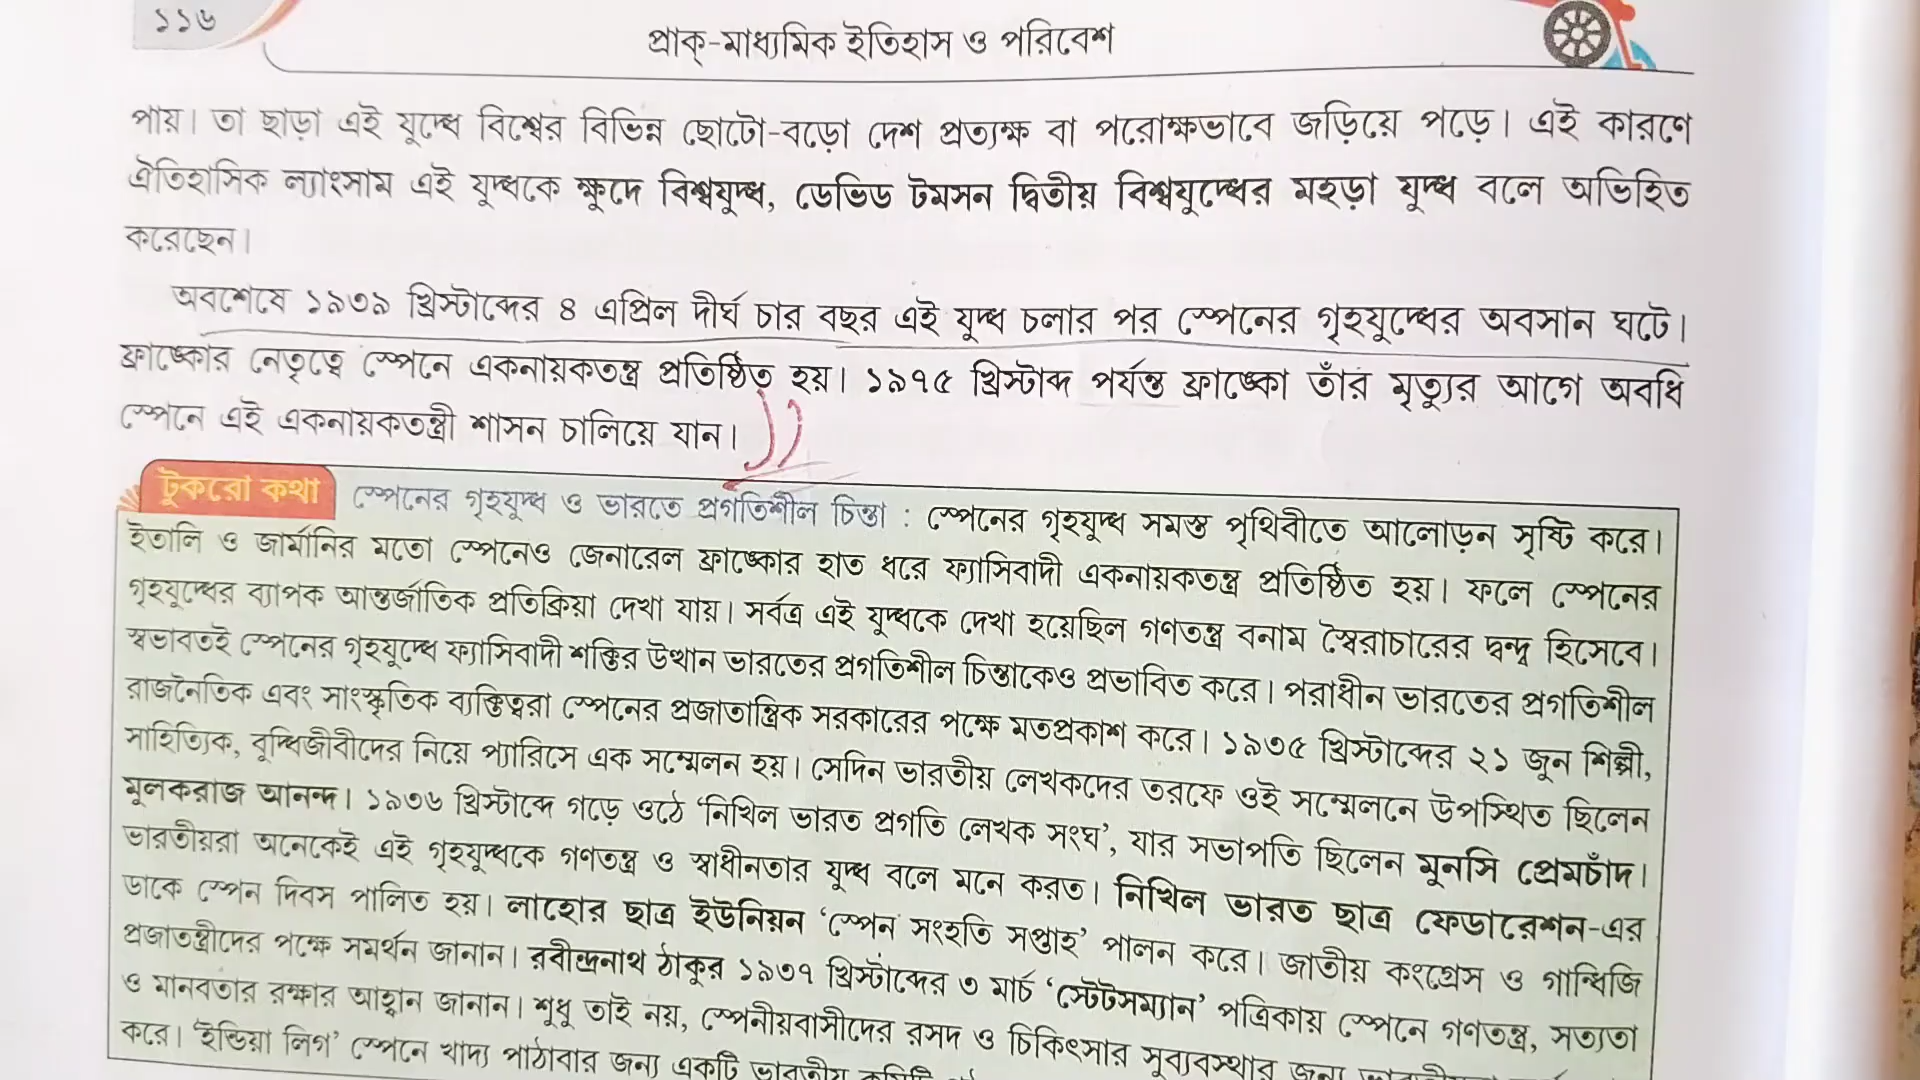 ১১৬
প্রাক্-মাধ্যমিক ইতিহাস ও পরিবেশ
পায়। তা ছাড়া এই যুদ্ধে বিশ্বের বিভিন্ন ছোটো-বড়ো দেশ প্রত্যক্ষ বা পরোক্ষভাবে জড়িয়ে পড়ে। এই কারণে
ঐতিহাসিক ল্যাংসাম এই যুদ্ধকে ক্ষুদে বিশ্বযুদ্ধ, ডেভিড টমসন দ্বিতীয় বিশ্বযুদ্ধের মহড়া যুদ্ধ বলে অভিহিত
করেছেন।
অবশেষে ১৯৩৯ খ্রিস্টাব্দের ৪ এপ্রিল দীর্ঘ চার বছর এই যুদ্ধ চলার পর স্পেনের গৃহযুদ্ধের অবসান ঘটে।
ফ্রাঙ্কোর নেতৃত্বে স্পেনে একনায়কতন্ত্র প্রতিষ্ঠিত হয়। ১৯৭৫ খ্রিস্টাব্দ পর্যন্ত ফ্রাঙ্কো তাঁর মৃত্যুর আগে অবধি
স্পেনে এই একনায়কতন্ত্রী শাসন চালিয়ে যান।
টুকরো কথা স্পেনের গৃহযুদ্ধ ও ভারতে প্রগতিশীল চিন্তা : স্পেনের গৃহযুদ্ধ সমস্ত পৃথিবীতে আলোড়ন সৃষ্টি করে।
ইতালি ও জার্মানির মতো স্পেনেও জেনারেল ফ্রাঙ্কোর হাত ধরে ফ্যাসিবাদী একনায়কতন্ত্র প্রতিষ্ঠিত হয়। ফলে স্পেনের
গৃহযুদ্ধের ব্যাপক আন্তর্জাতিক প্রতিক্রিয়া দেখা যায়। সর্বত্র এই যুদ্ধকে দেখা হয়েছিল গণতন্ত্র বনাম স্বৈরাচারের দ্বন্দ্ব হিসেবে।
স্বভাবতই স্পেনের গৃহযুদ্ধে ফ্যাসিবাদী শক্তির উত্থান ভারতের প্রগতিশীল চিন্তাকেও প্রভাবিত করে। পরাধীন ভারতের প্রগতিশীল
রাজনৈতিক এবং সাংস্কৃতিক ব্যক্তিত্বরা স্পেনের প্রজাতান্ত্রিক সরকারের পক্ষে মতপ্রকাশ করে। ১৯৩৫ খ্রিস্টাব্দের ২১ জুন শিল্পী,
সাহিত্যিক, বুদ্ধিজীবীদের নিয়ে প্যারিসে এক সম্মেলন হয়। সেদিন ভারতীয় লেখকদের তরফে ওই সম্মেলনে উপস্থিত ছিলেন
মূলকরাজ আনন্দ। ১৯৩৬ খ্রিস্টাব্দে গড়ে ওঠে ‘নিখিল ভারত প্রগতি লেখক সংঘ’, যার সভাপতি ছিলেন মুনসি প্রেমচাঁদ।
ভারতীয়রা অনেকেই এই গৃহযুদ্ধকে গণতন্ত্র ও স্বাধীনতার যুদ্ধ বলে মনে করত। নিখিল ভারত ছাত্র ফেডারেশন-এর
ডাকে স্পেন দিবস পালিত হয়। লাহোর ছাত্র ইউনিয়ন ‘স্পেন সংহতি সপ্তাহ’ পালন করে। জাতীয় কংগ্রেস ও গান্ধিজি
প্রজাতন্ত্রীদের পক্ষে সমর্থন জানান। রবীন্দ্রনাথ ঠাকুর ১৯৩৭ খ্রিস্টাব্দের ৩ মার্চ ‘স্টেটসম্যান’ পত্রিকায় স্পেনে গণতন্ত্র, সত্যতা
ও মানবতার রক্ষার আহ্বান জানান। শুধু তাই নয়, স্পেনীয়বাসীদের রসদ ও চিকিৎসার সুব্যবস্থার জন্য
করে। ‘ইন্ডিয়া লিগ’ স্পেনে খাদ্য পাঠাবার জন্য একটি ভারতীয়